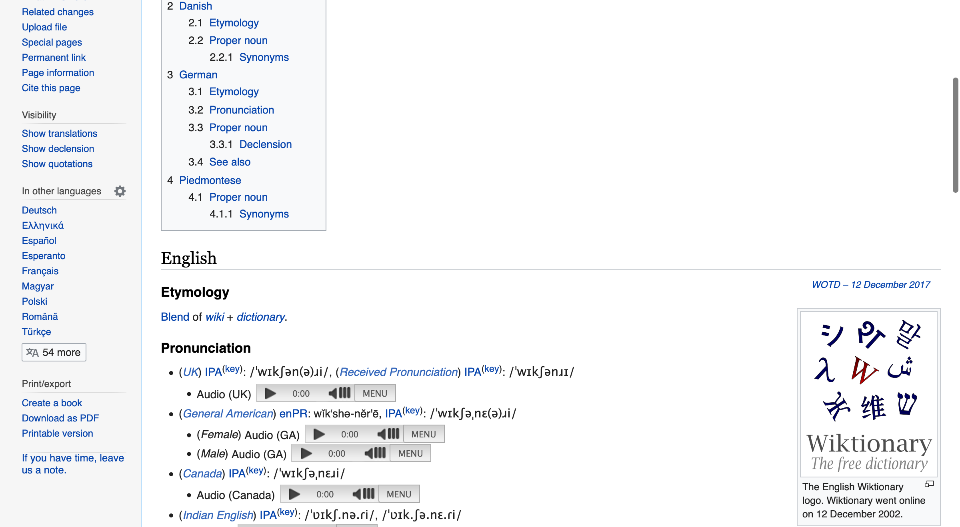 Related changes
Upload file
Special pages
Permanent link
Page information
Cite this page
Visibility
Show translations
Show declension
Show quotations
In other languages
Deutsch
Ελληνικά
Español
Esperanto
Français
Magyar
Polski
Română
Türkçe
54 more
Print/export
Create a book
Download as PDF
Printable version
If you have time, leave
us a note.
2 Danish
2.1 Etymology
2.2 Proper noun
2.2.1 Synonyms
3 German
3.1 Etymology
3.2 Pronunciation
3.3 Proper noun
3.3.1 Declension
3.4 See also
4 Piedmontese
4.1 Proper noun
4.1.1 Synonyms
English
WOTD – 12 December 2017
Etymology
Blend of wiki + dictionary.
Pronunciation
(UK) IPA(key): /ˈwɪkʃən(ə)ɹi/, (Received Pronunciation) IPA(key): /ˈwɪkʃənɹɪ/
Audio (UK) 0:00 MENU
(General American) enPR: wĭk'shə-nĕr'ē, IPA(key): /ˈwɪkʃəˌnɛ(ə)ɹi/
(Female) Audio (GA) 0:00 MENU
(Male) Audio (GA) 0:00 MENU
(Canada) IPA(key): /ˈwɪkʃəˌnɛɹi/
Audio (Canada) 0:00 MENU
(Indian English) IPA(key): /ˈʋɪkʃ.nə.ri/, /ˈʋɪk.ʃə.nɛ.ri/
シ 말
λ W ش
维 ש
Wiktionary
The free dictionary
The English Wiktionary
logo. Wiktionary went online
on 12 December 2002.